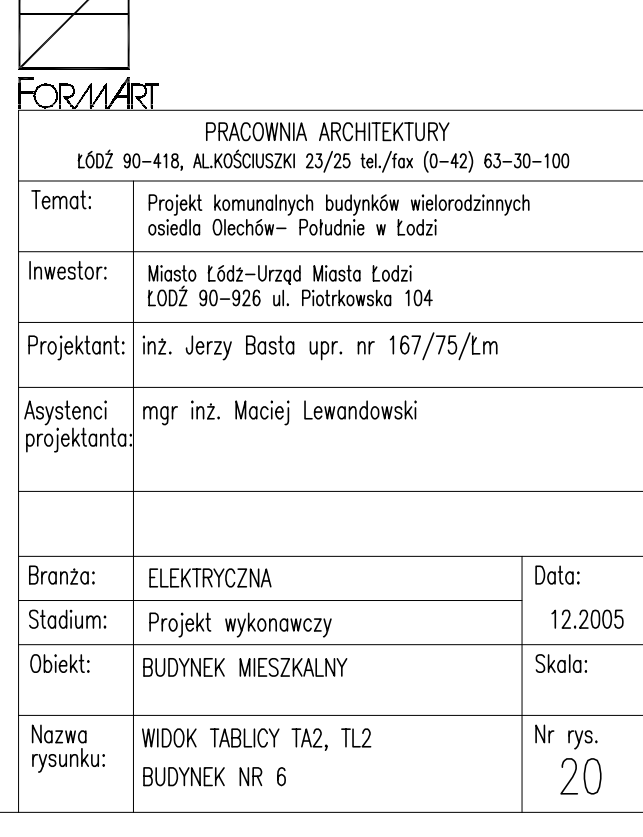 FORMART
PRACOWNIA ARCHITEKTURY
ŁÓDŹ 90-418, AL.KOŚCIUSZKI 23/25 tel./fax (0-42) 63-30-100
Temat:
Projekt komunalnych budynków wielorodzinnych
osiedla Olechów- Południe w Łodzi
Inwestor:
Miasto Łódź-Urząd Miasta Łodzi
ŁODŹ 90-926 ul. Piotrkowska 104
Projektant: inż. Jerzy Basta upr. nr 167/75/Łm
Asystenci mgr inż. Maciej Lewandowski
projektanta:
Branża: ELEKTRYCZNA Data:
Stadium: Projekt wykonawczy 12.2005
Obiekt: BUDYNEK MIESZKALNY Skala:
Nazwa WIDOK TABLICY TA2, TL2 Nr rys.
rysunku: BUDYNEK NR 6 20